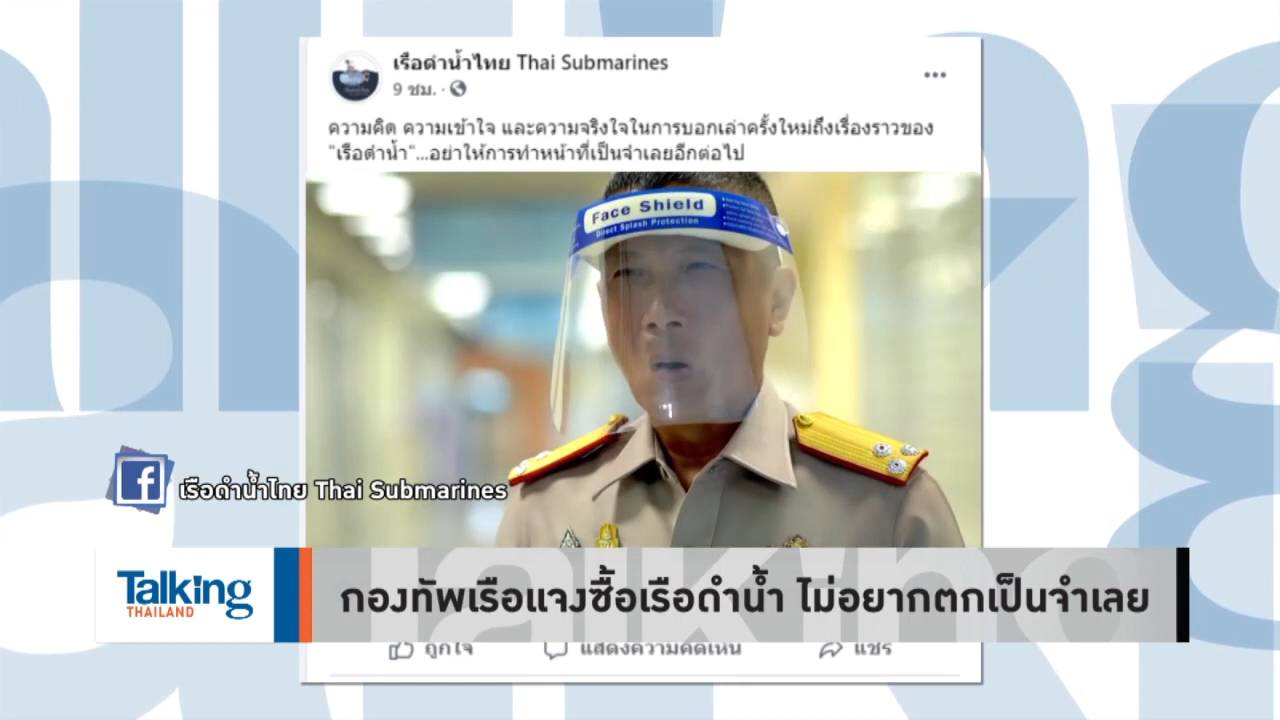 เรือดำน้ำไทย Thai Submarines
9 ชม.
ความคิด ความเข้าใจ และความจริงใจในการบอกเล่าครั้งใหม่ถึงเรื่องราวของ
"เรือดำน้ำ"...อย่าให้การทำหน้าที่เป็นจำเลยอีกต่อไป
Face Shield
Direct Splash Protection
เรือดำน้ำไทย Thai Submarines
Talking
THAILAND
กองทัพเรือแจงซื้อเรือดำน้ำ ไม่อยากตกเป็นจำเลย
ถูกใจ
แสดงความคิดเห็น
แชร์